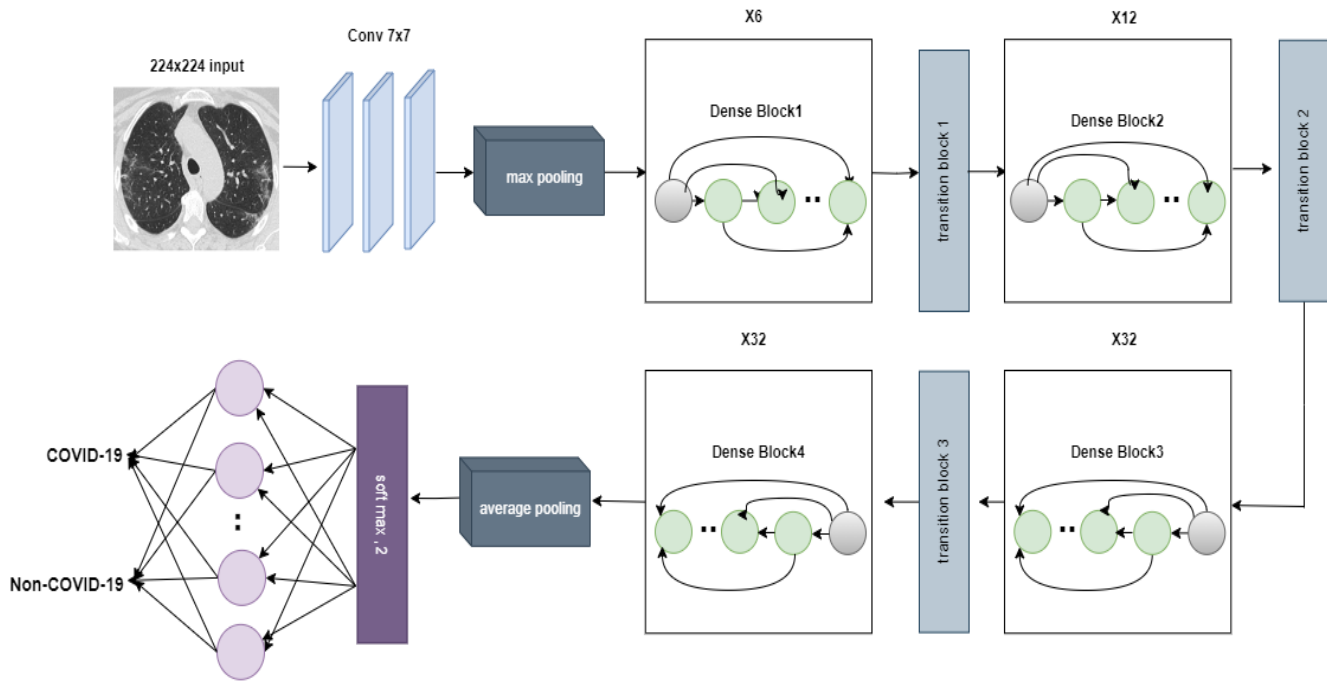 224x224 input
Conv 7x7
max pooling
X6
Dense Block1
transition block 1
X12
Dense Block2
transition block 2
X32
Dense Block3
transition block 3
X32
Dense Block4
average pooling
soft max , 2
COVID-19
Non-COVID-19